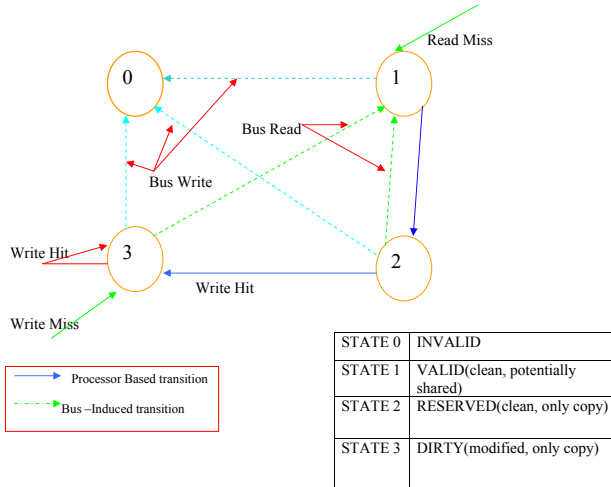 Read Miss
0
1
Bus Read
Bus Write
Write Hit
3
2
Write Hit
Write Miss
Processor Based transition
Bus –Induced transition
STATE 0 INVALID
STATE 1 VALID(clean, potentially
shared)
STATE 2 RESERVED(clean, only copy)
STATE 3 DIRTY(modified, only copy)